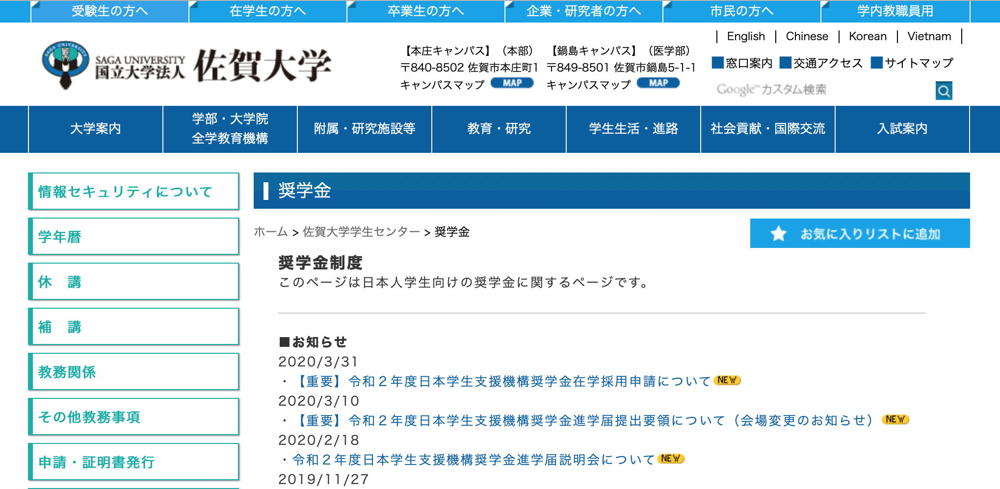 受験生の方へ
在学生の方へ
卒業生の方へ
企業・研究者の方へ
市民の方へ
学内教職員用
English
Chinese
Korean
Vietnam
SAGA UNIVERSITY
SAGA UNIVERSITY
国立大学法人
佐賀大学
【本庄キャンパス】（本部）
〒840-8502 佐賀市本庄町1
キャンパスマップ MAP
【鍋島キャンパス】（医学部）
〒849-8501 佐賀市鍋島5-1-1
キャンパスマップ MAP
■窓口案内 ■交通アクセス ■サイトマップ
Google™カスタム検索
大学案内
学部・大学院
全学教育機構
附属・研究施設等
教育・研究
学生生活・進路
社会貢献・国際交流
入試案内
情報セキュリティについて
学年暦
休　講
補　講
教務関係
その他教務事項
申請・証明書発行
奨学金
ホーム > 佐賀大学学生センター > 奨学金
お気に入りリストに追加
奨学金制度
このページは日本人学生向けの奨学金に関するページです。
■お知らせ
2020/3/31
・【重要】令和２年度日本学生支援機構奨学金在学採用申請について NEW
2020/3/10
・【重要】令和２年度日本学生支援機構奨学金進学届提出要領について（会場変更のお知らせ） NEW
2020/2/18
・令和２年度日本学生支援機構奨学金進学届説明会について NEW
2019/11/27